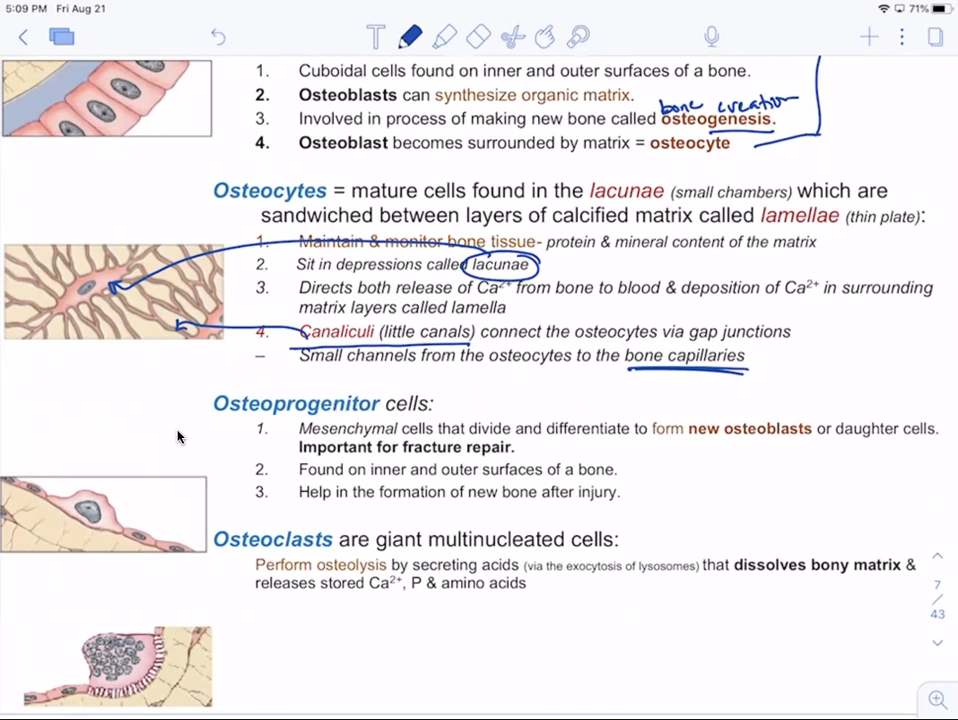 5:09 PM Fri Aug 21
71%
1. Cuboidal cells found on inner and outer surfaces of a bone.
2. Osteoblasts can synthesize organic matrix.
bone creation
3. Involved in process of making new bone called osteogenesis.
4. Osteoblast becomes surrounded by matrix = osteocyte
Osteocytes = mature cells found in the lacunae (small chambers) which are
sandwiched between layers of calcified matrix called lamellae (thin plate):
1. Maintain & monitor bone tissue- protein & mineral content of the matrix
2. Sit in depressions called lacunae
3. Directs both release of Ca²⁺ from bone to blood & deposition of Ca²⁺ in surrounding
matrix layers called lamella
4. Canaliculi (little canals) connect the osteocytes via gap junctions
– Small channels from the osteocytes to the bone capillaries
Osteoprogenitor cells:
1. Mesenchymal cells that divide and differentiate to form new osteoblasts or daughter cells.
Important for fracture repair.
2. Found on inner and outer surfaces of a bone.
3. Help in the formation of new bone after injury.
Osteoclasts are giant multinucleated cells:
Perform osteolysis by secreting acids (via the exocytosis of lysosomes) that dissolves bony matrix &
releases stored Ca²⁺, P & amino acids
7
/
43